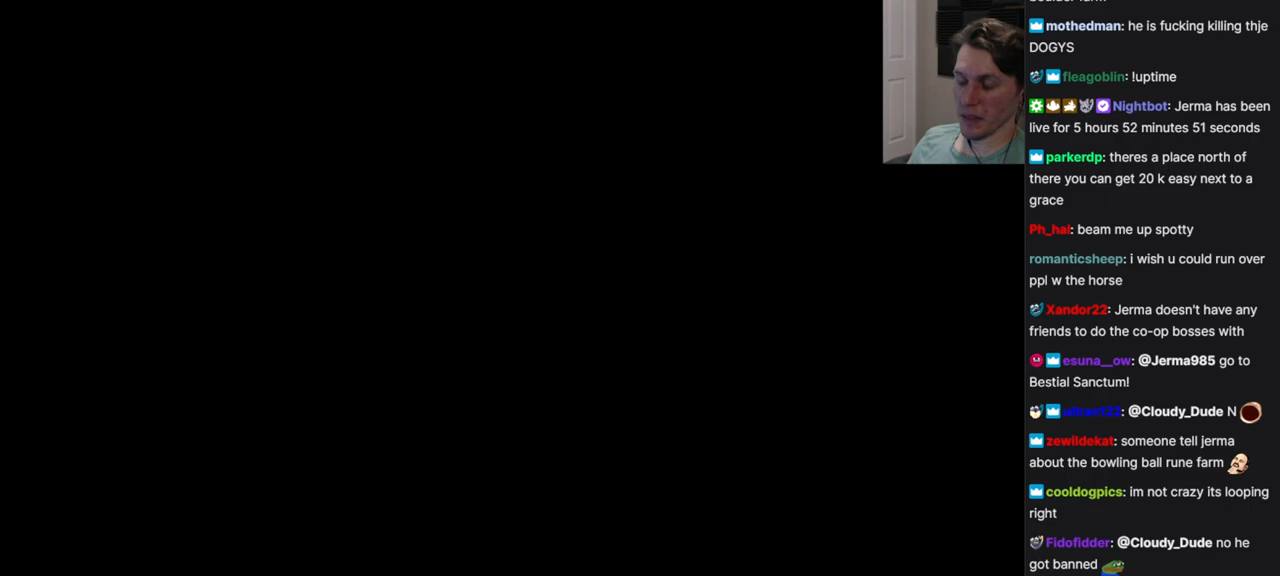 mothedman: he is fucking killing thje
DOGYS
fleagoblin: !uptime
Nightbot: Jerma has been
live for 5 hours 52 minutes 51 seconds
parkerdp: theres a place north of
there you can get 20 k easy next to a
grace
Ph_hal: beam me up spotty
romanticsheep: i wish u could run over
ppl w the horse
Xandor22: Jerma doesn't have any
friends to do the co-op bosses with
esuna__ow: @Jerma985 go to
Bestial Sanctum!
@Cloudy_Dude N
zewildekat: someone tell jerma
about the bowling ball rune farm
cooldogpics: im not crazy its looping
right
Fidofidder: @Cloudy_Dude no he
got banned